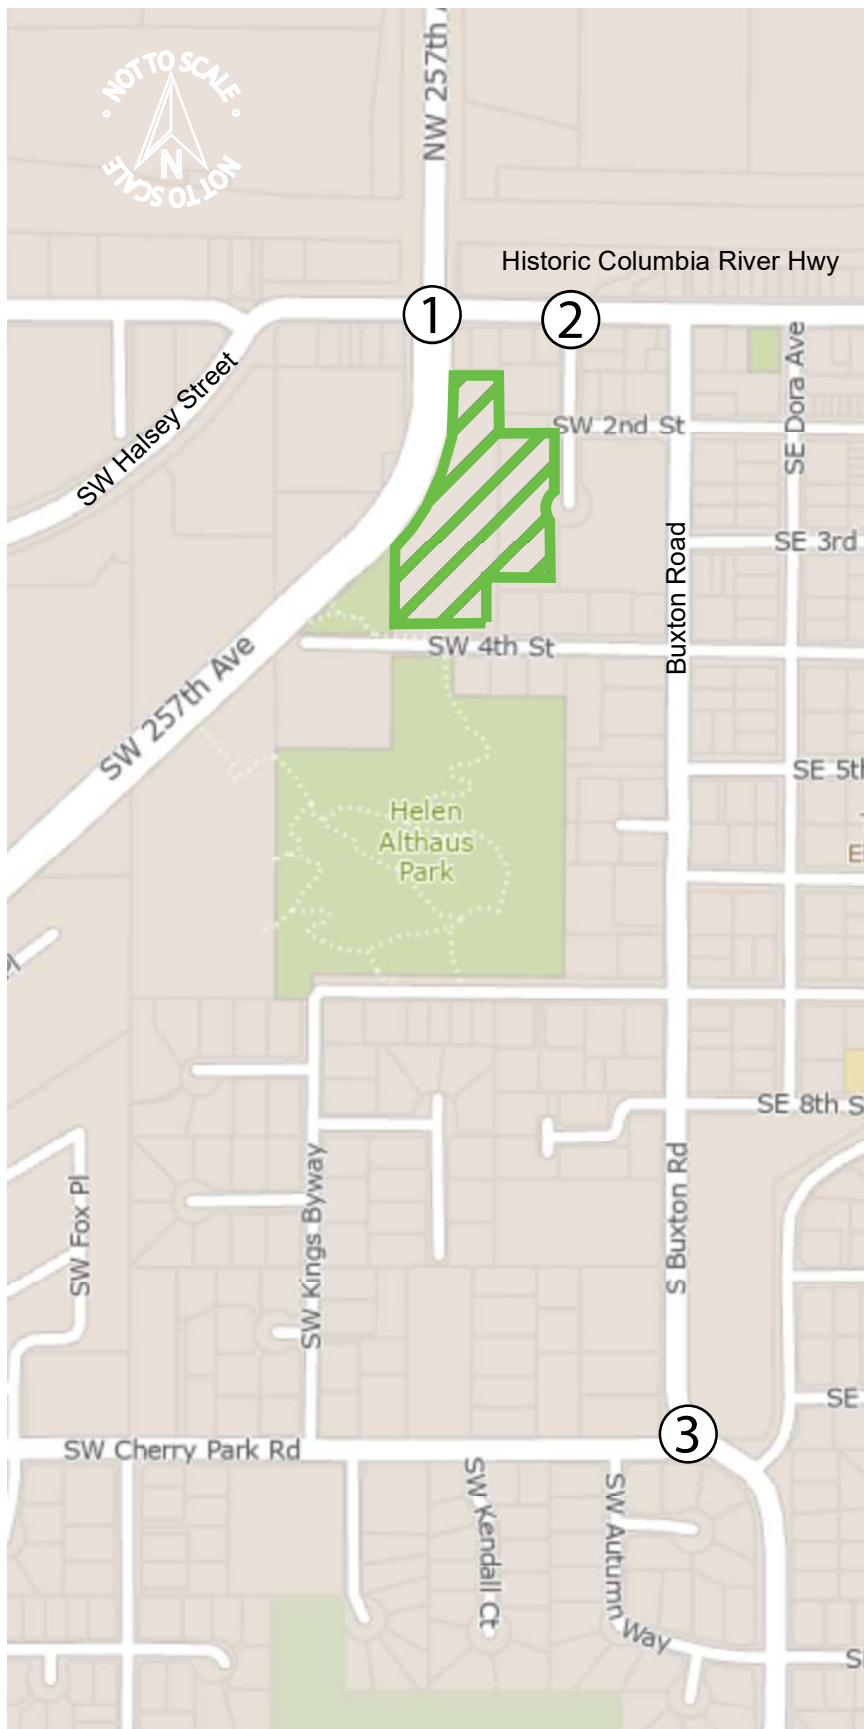 NW 257th
NOT TO SCALE
N
NOT TO SCALE
Historic Columbia River Hwy
1
2
SW Halsey Street
SE Dora Ave
SW 2nd St
Buxton Road
SE 3rd
SW 4th St
SW 257th Ave
SE 5th
Helen
Althaus
Park
SE 8th S
SW Fox Pl
SW Kings Byway
S Buxton Rd
SE
3
SW Cherry Park Rd
SW Kendall Ct
SW Autumn Way